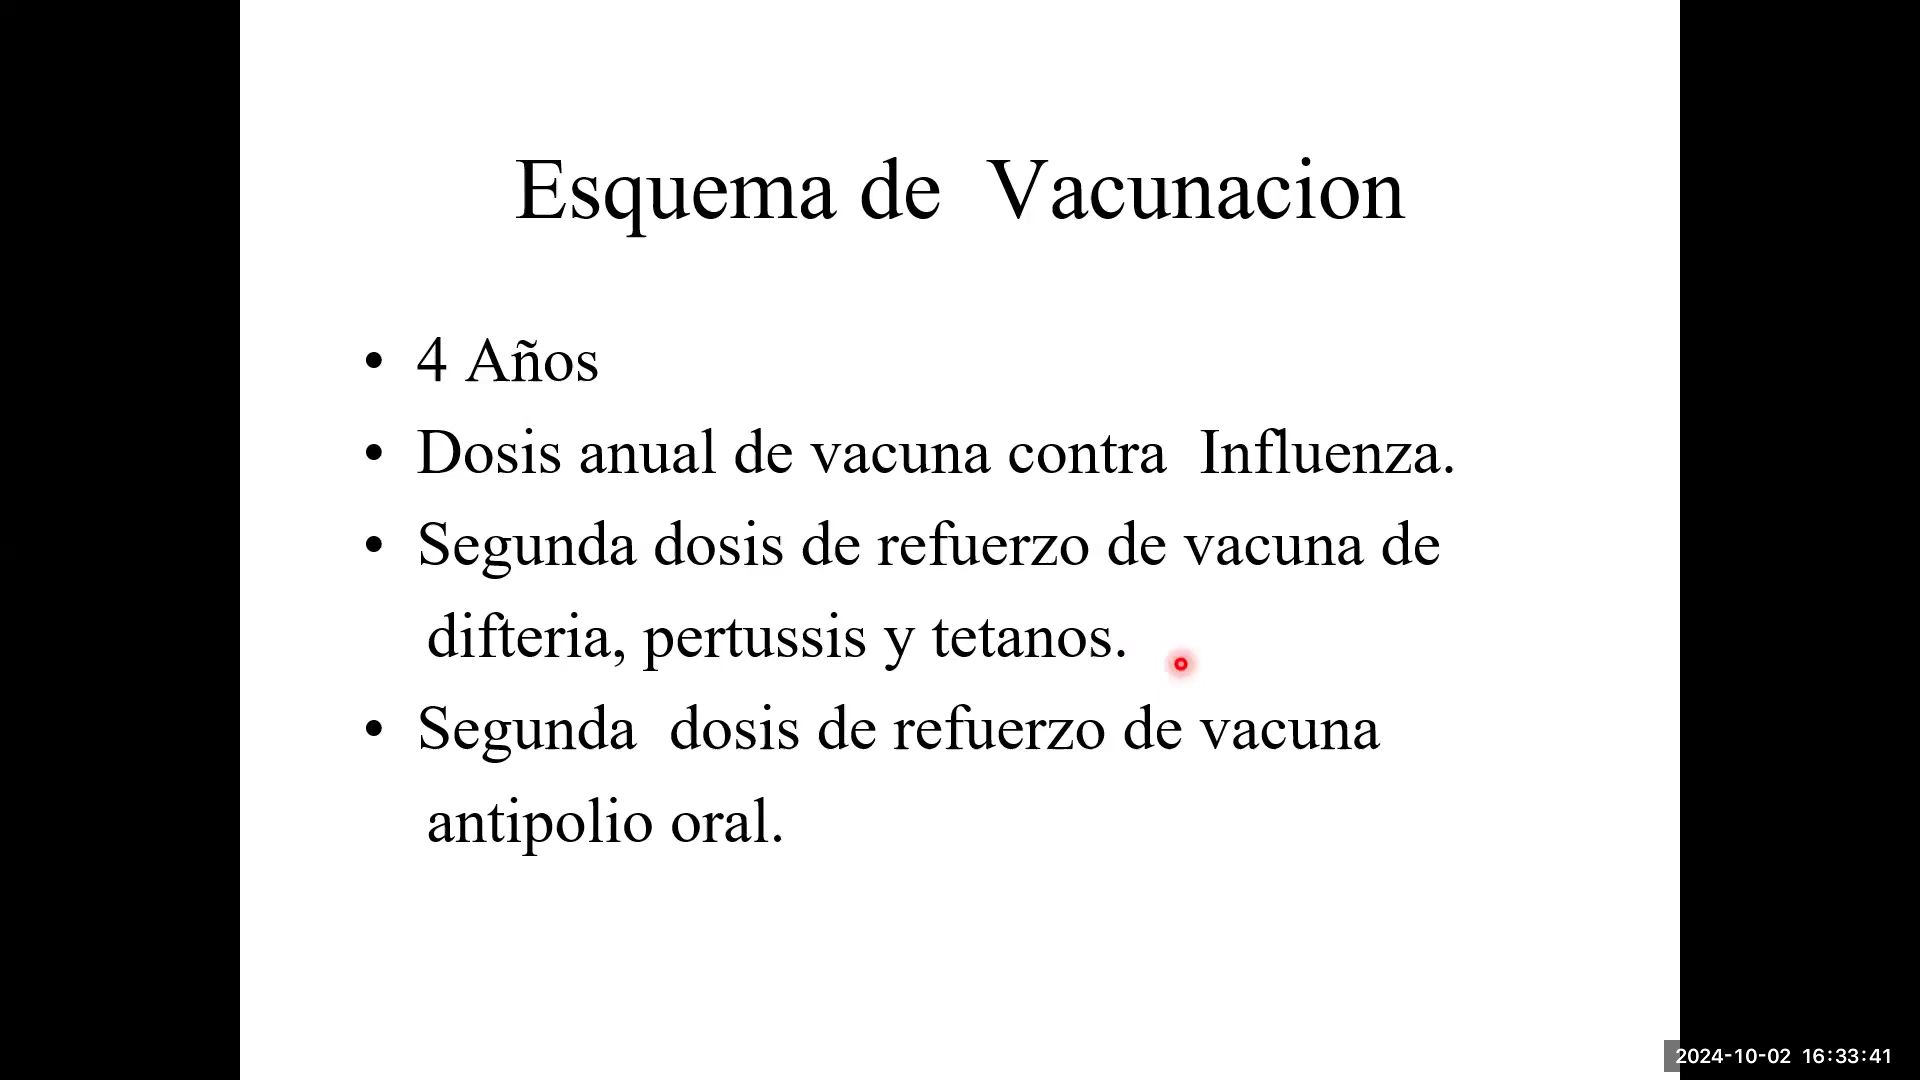 Esquema de Vacunacion
• 4 Años
• Dosis anual de vacuna contra Influenza.
• Segunda dosis de refuerzo de vacuna de
difteria, pertussis y tetanos.
• Segunda dosis de refuerzo de vacuna
antipolio oral.
2024-10-02 16:33:41